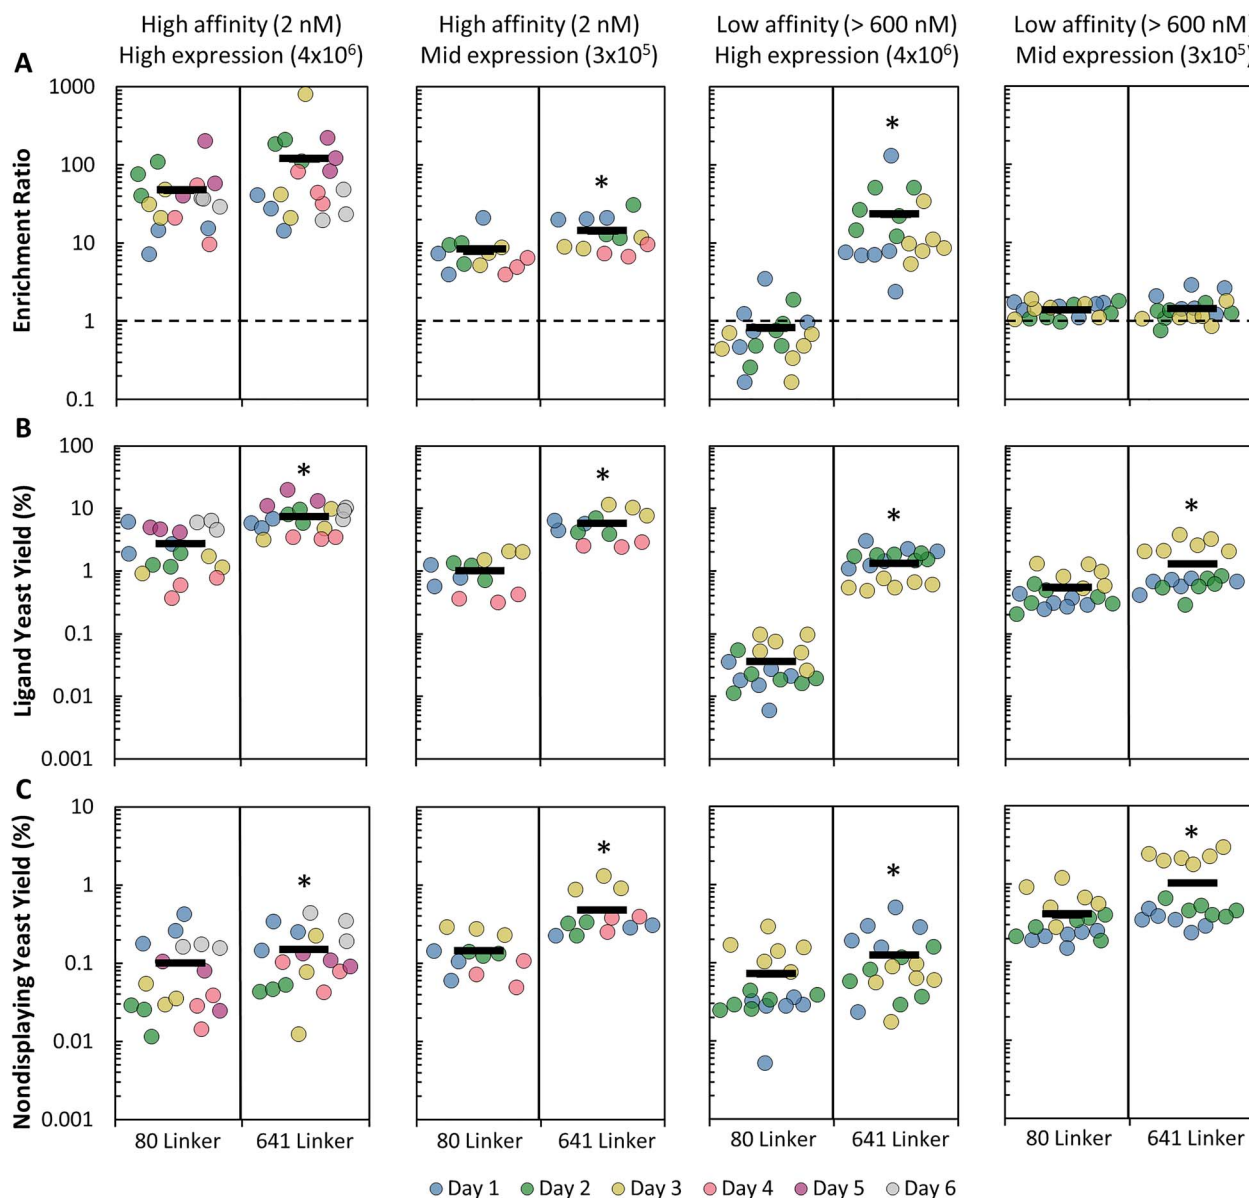 High affinity (2 nM)
High expression (4x10⁶)
High affinity (2 nM)
Mid expression (3x10⁵)
Low affinity (> 600 nM)
High expression (4x10⁶)
Low affinity (> 600 nM)
Mid expression (3x10⁵)
A
Enrichment Ratio
1000
100
10
1
0.1
*
*
B
Ligand Yeast Yield (%)
100
10
1
0.1
0.01
0.001
*
*
*
*
C
Nondisplaying Yeast Yield (%)
10
1
0.1
0.01
0.001
*
*
*
*
80 Linker 641 Linker 80 Linker 641 Linker 80 Linker 641 Linker 80 Linker 641 Linker
Day 1 Day 2 Day 3 Day 4 Day 5 Day 6